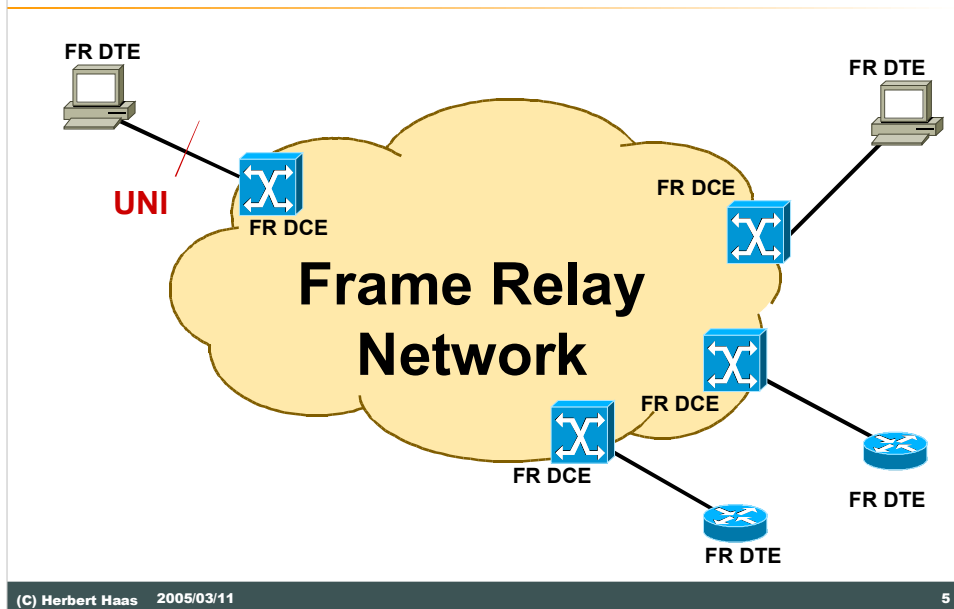 FR DTE
FR DTE
UNI
FR DCE
FR DCE
Frame Relay
Network
FR DCE
FR DCE
FR DTE
FR DTE
(C) Herbert Haas 2005/03/11 5